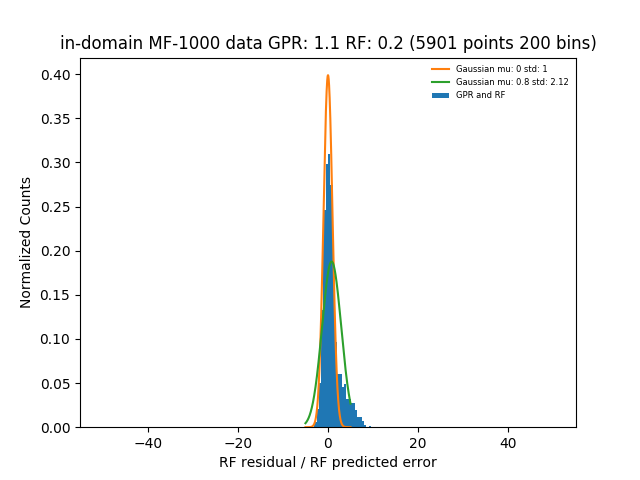 in-domain MF-1000 data GPR: 1.1 RF: 0.2 (5901 points 200 bins)
Gaussian mu: 0 std: 1
Gaussian mu: 0.8 std: 2.12
GPR and RF
Normalized Counts
0.40
0.35
0.30
0.25
0.20
0.15
0.10
0.05
0.00
−40
−20
0
20
40
RF residual / RF predicted error